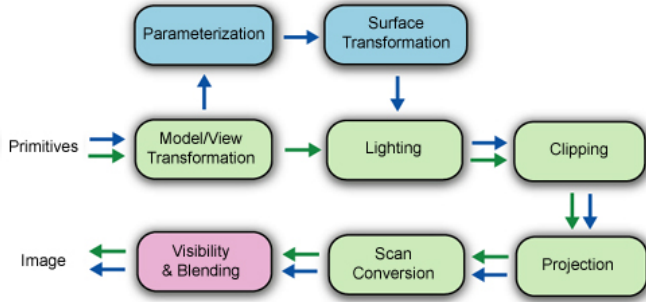 Parameterization
Surface
Transformation
Primitives
Model/View
Transformation
Lighting
Clipping
Image
Visibility
& Blending
Scan
Conversion
Projection